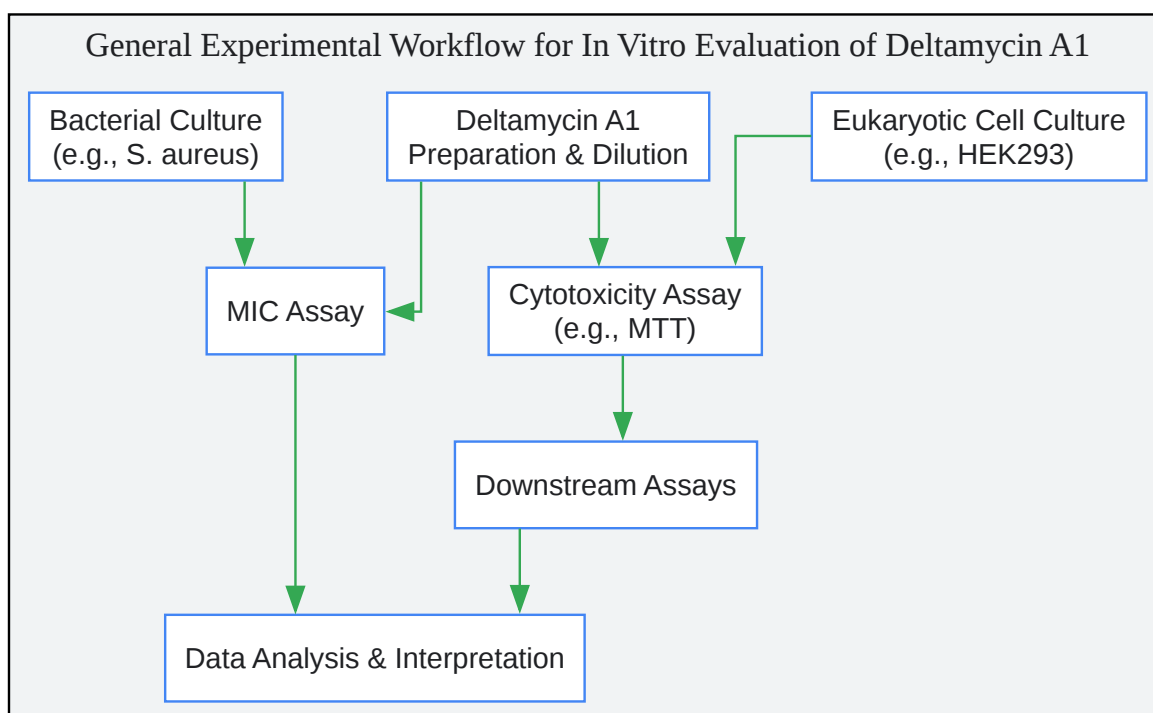 General Experimental Workflow for In Vitro Evaluation of Deltamycin A1
Bacterial Culture
(e.g., S. aureus)
Deltamycin A1
Preparation & Dilution
Eukaryotic Cell Culture
(e.g., HEK293)
MIC Assay
Cytotoxicity Assay
(e.g., MTT)
Downstream Assays
Data Analysis & Interpretation